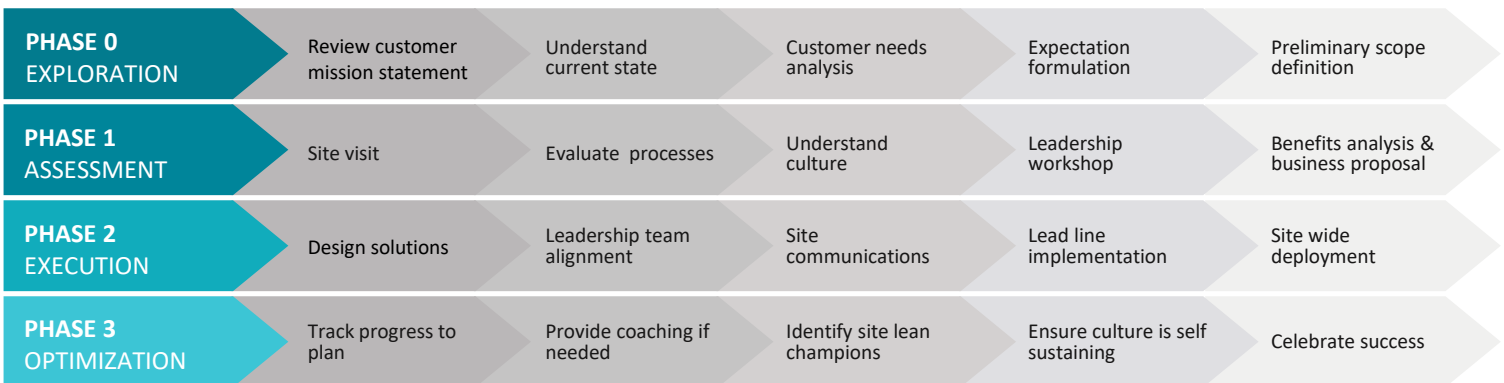 PHASE 0
EXPLORATION
Review customer
mission statement
Understand
current state
Customer needs
analysis
Expectation
formulation
Preliminary scope
definition
PHASE 1
ASSESSMENT
Site visit
Evaluate processes
Understand
culture
Leadership
workshop
Benefits analysis &
business proposal
PHASE 2
EXECUTION
Design solutions
Leadership team
alignment
Site
communications
Lead line
implementation
Site wide
deployment
PHASE 3
OPTIMIZATION
Track progress to
plan
Provide coaching if
needed
Identify site lean
champions
Ensure culture is self
sustaining
Celebrate success